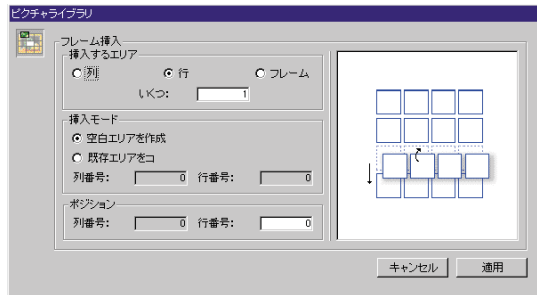 ピクチャライブラリ
フレーム挿入
挿入するエリア
列 行 フレーム
いくつ: 1
挿入モード
空白エリアを作成
既存エリアをコ
列番号: 0 行番号: 0
ポジション
列番号: 0 行番号: 0
キャンセル 適用